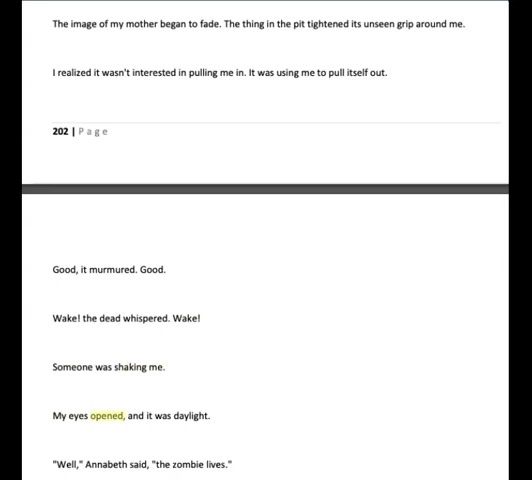 The image of my mother began to fade. The thing in the pit tightened its unseen grip around me.
I realized it wasn't interested in pulling me in. It was using me to pull itself out.
202 | Page
Good, it murmured. Good.
Wake! the dead whispered. Wake!
Someone was shaking me.
My eyes opened, and it was daylight.
"Well," Annabeth said, "the zombie lives."